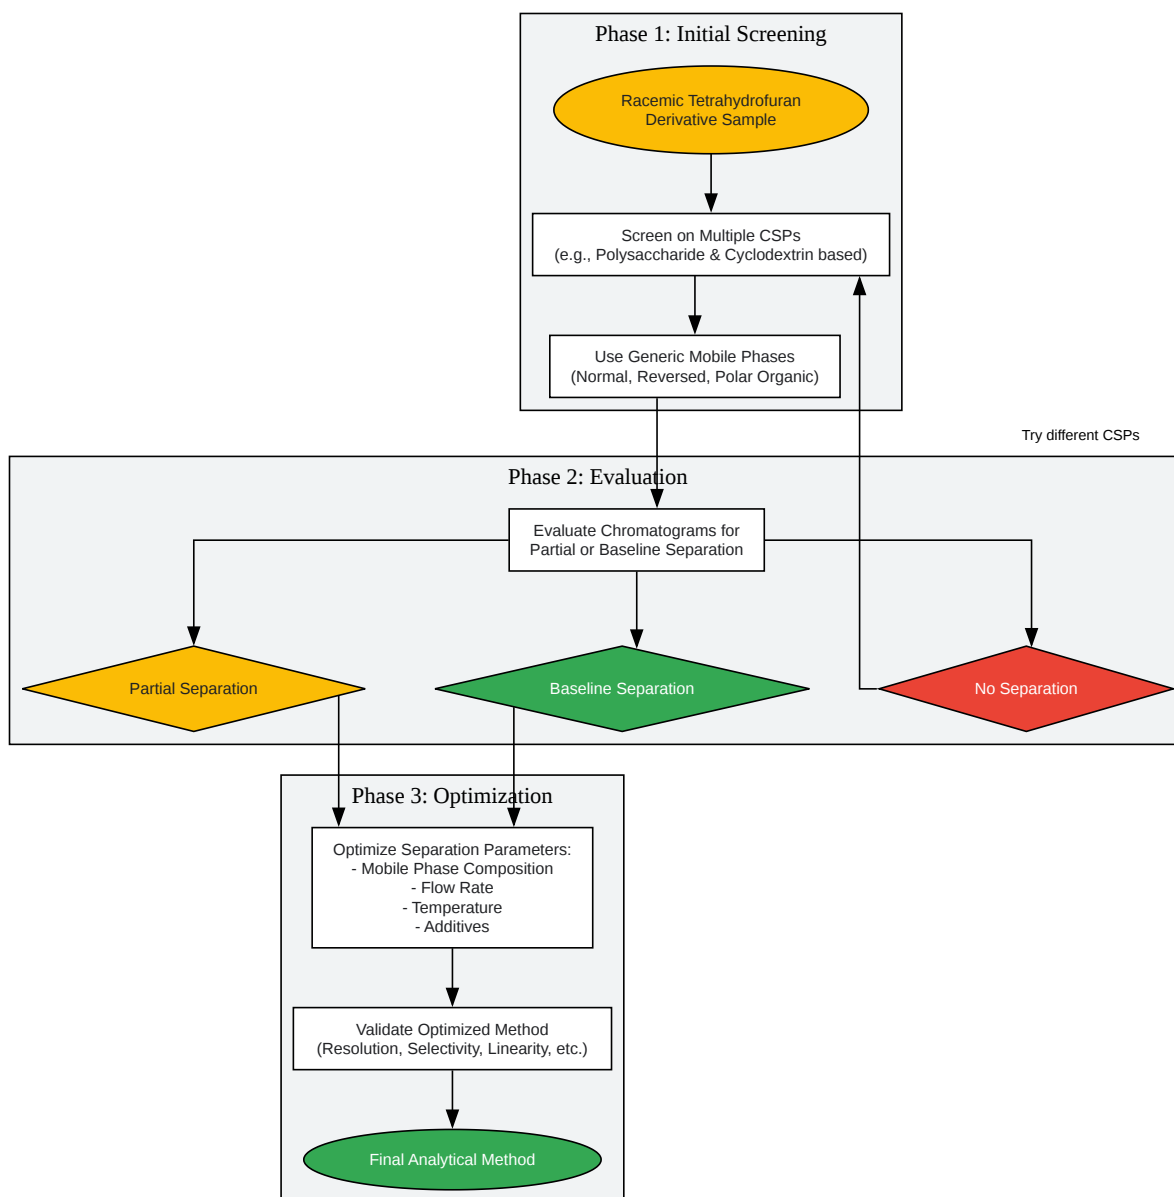 Phase 1: Initial Screening
Racemic Tetrahydrofuran
Derivative Sample
Screen on Multiple CSPs
(e.g., Polysaccharide & Cyclodextrin based)
Use Generic Mobile Phases
(Normal, Reversed, Polar Organic)
Try different CSPs
Phase 2: Evaluation
Evaluate Chromatograms for
Partial or Baseline Separation
Partial Separation
Baseline Separation
No Separation
Phase 3: Optimization
Optimize Separation Parameters:
- Mobile Phase Composition
- Flow Rate
- Temperature
- Additives
Validate Optimized Method
(Resolution, Selectivity, Linearity, etc.)
Final Analytical Method